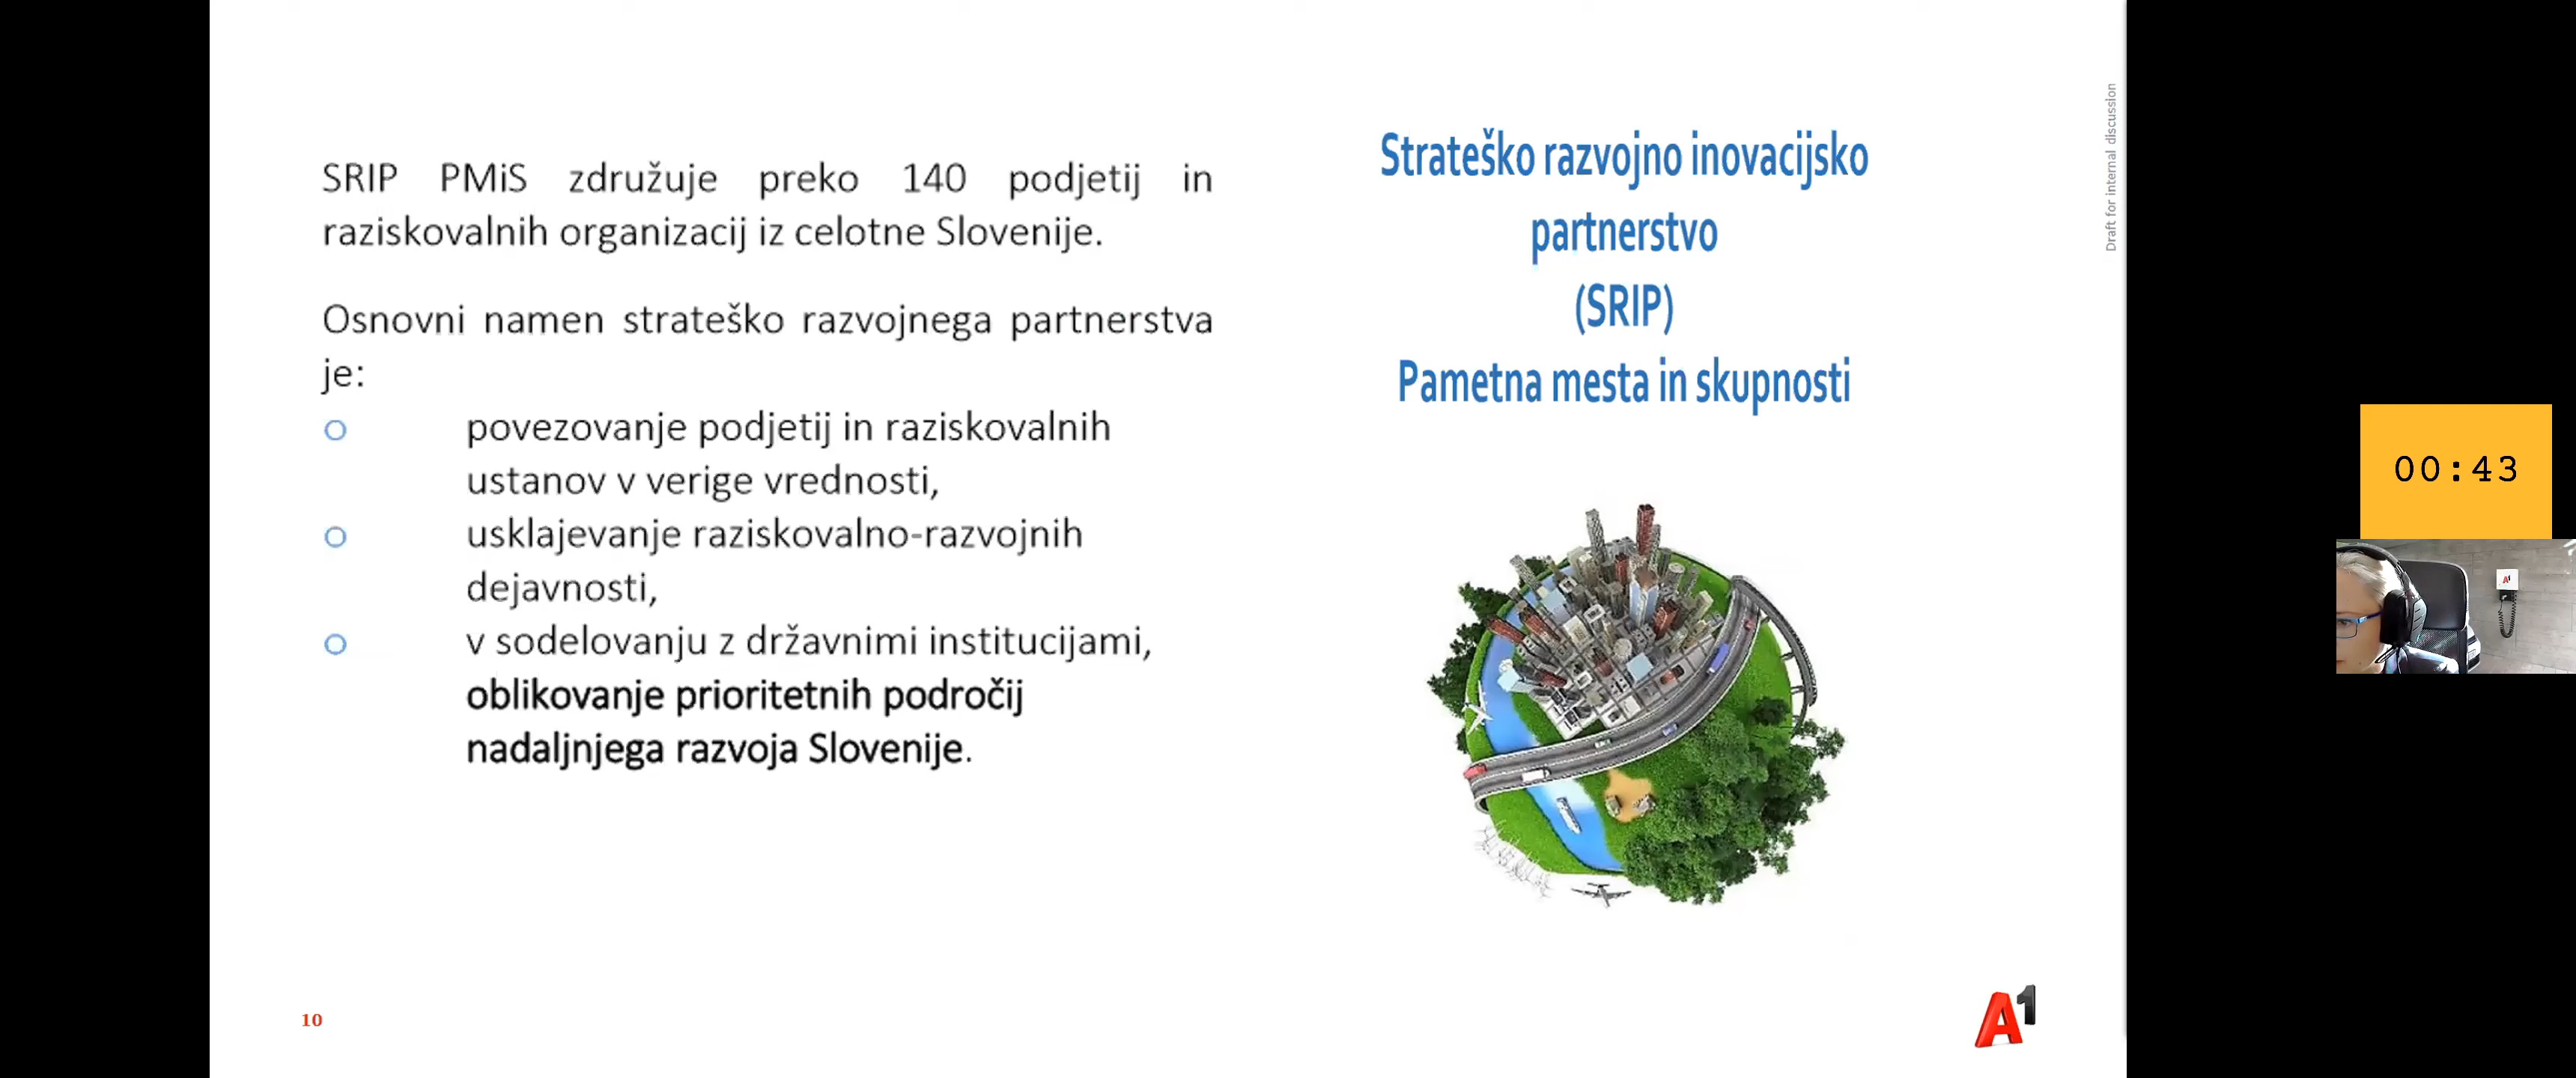 SRIP PMiS združuje preko 140 podjetij in
raziskovalnih organizacij iz celotne Slovenije.
Osnovni namen strateško razvojnega partnerstva
je:
povezovanje podjetij in raziskovalnih
ustanov v verige vrednosti,
usklajevanje raziskovalno-razvojnih
dejavnosti,
v sodelovanju z državnimi institucijami,
oblikovanje prioritetnih področij
nadaljnjega razvoja Slovenije.
Strateško razvojno inovacijsko
partnerstvo
(SRIP)
Pametna mesta in skupnosti
Draft for internal discussion
10
A1
00:43
A1